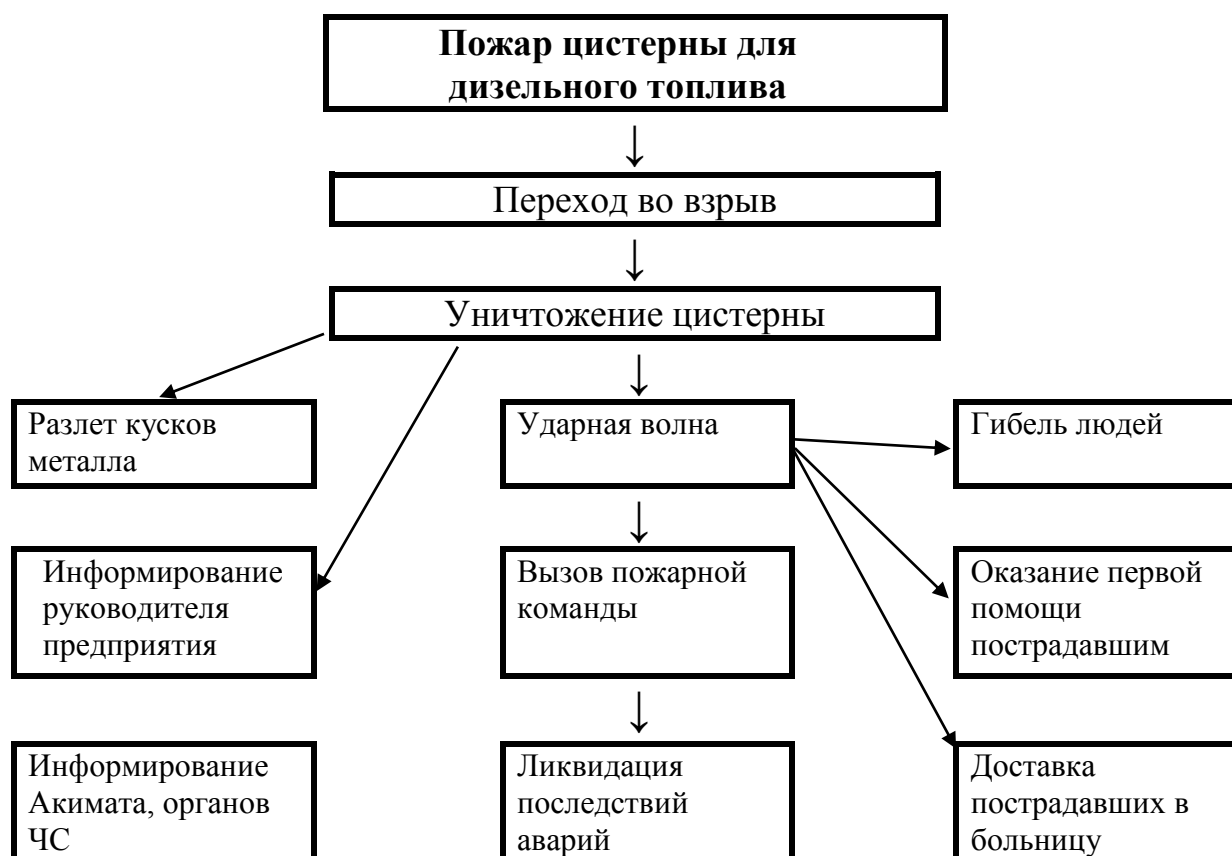 Пожар цистерны для
дизельного топлива
Переход во взрыв
Уничтожение цистерны
Разлет кусков
металла
Ударная волна
Гибель людей
Информирование
руководителя
предприятия
Вызов пожарной
команды
Оказание первой
помощи
пострадавшим
Информирование
Акимата, органов
ЧС
Ликвидация
последствий
аварий
Доставка
пострадавших в
больницу